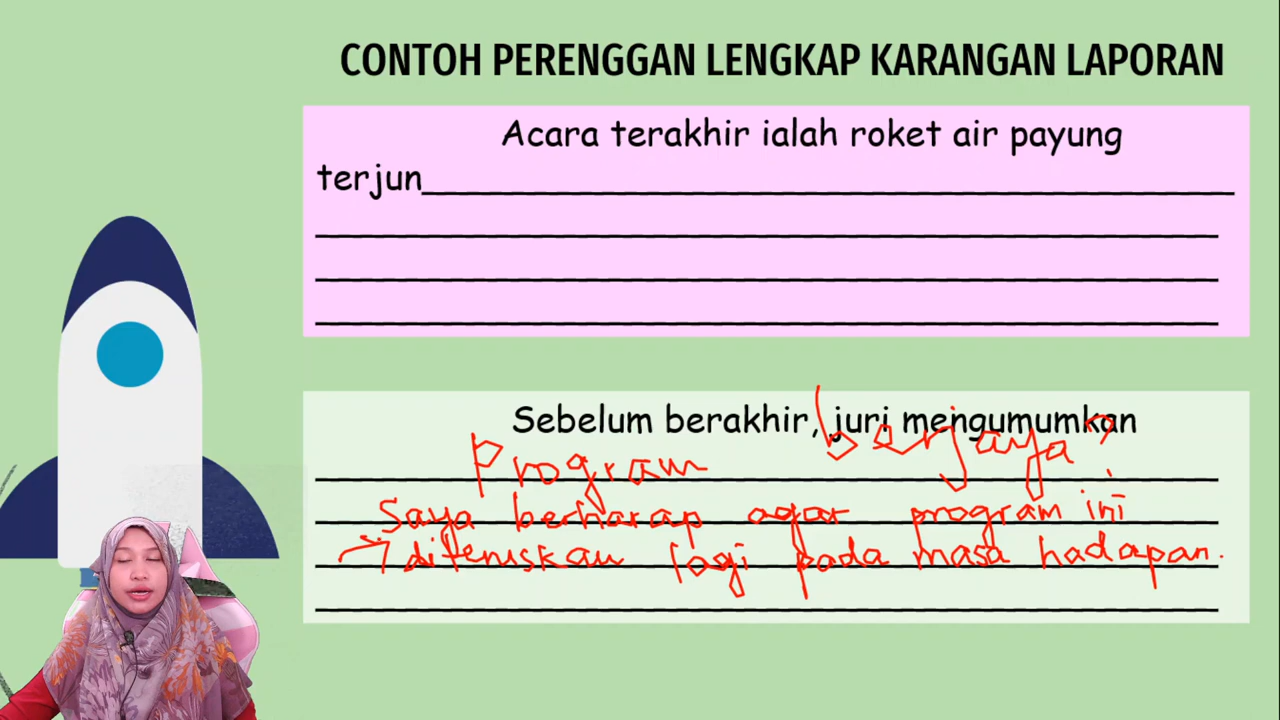 CONTOH PERENGGAN LENGKAP KARANGAN LAPORAN
Acara terakhir ialah roket air payung
terjun
Sebelum berakhir, juri mengumumkan
Program berjaya?
Saya berharap agar program ini
diteruskan lagi pada masa hadapan.